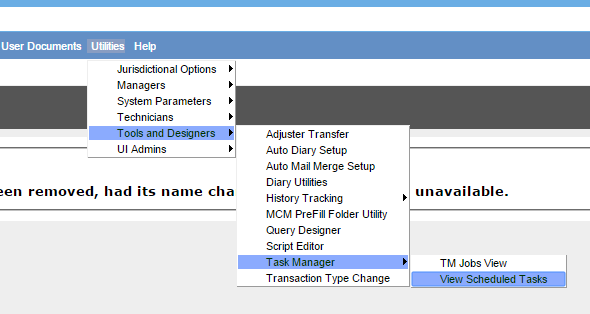 User Documents Utilities Help
Jurisdictional Options
Managers
System Parameters
Technicians
Tools and Designers
UI Admins
Adjuster Transfer
Auto Diary Setup
Auto Mail Merge Setup
Diary Utilities
History Tracking
MCM PreFill Folder Utility
Query Designer
Script Editor
Task Manager
Transaction Type Change
TM Jobs View
View Scheduled Tasks
een removed, had its name cha unavailable.